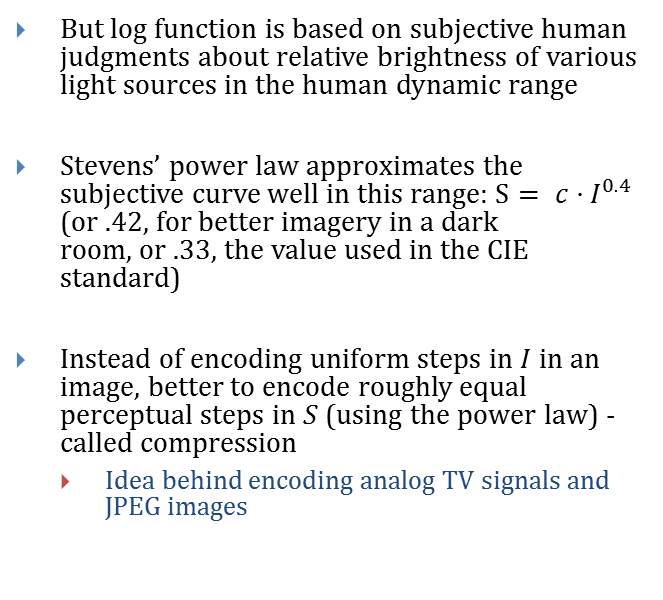 But log function is based on subjective human
judgments about relative brightness of various
light sources in the human dynamic range
Stevens’ power law approximates the
subjective curve well in this range: S = c · I^0.4
(or .42, for better imagery in a dark
room, or .33, the value used in the CIE
standard)
Instead of encoding uniform steps in I in an
image, better to encode roughly equal
perceptual steps in S (using the power law) -
called compression
Idea behind encoding analog TV signals and
JPEG images